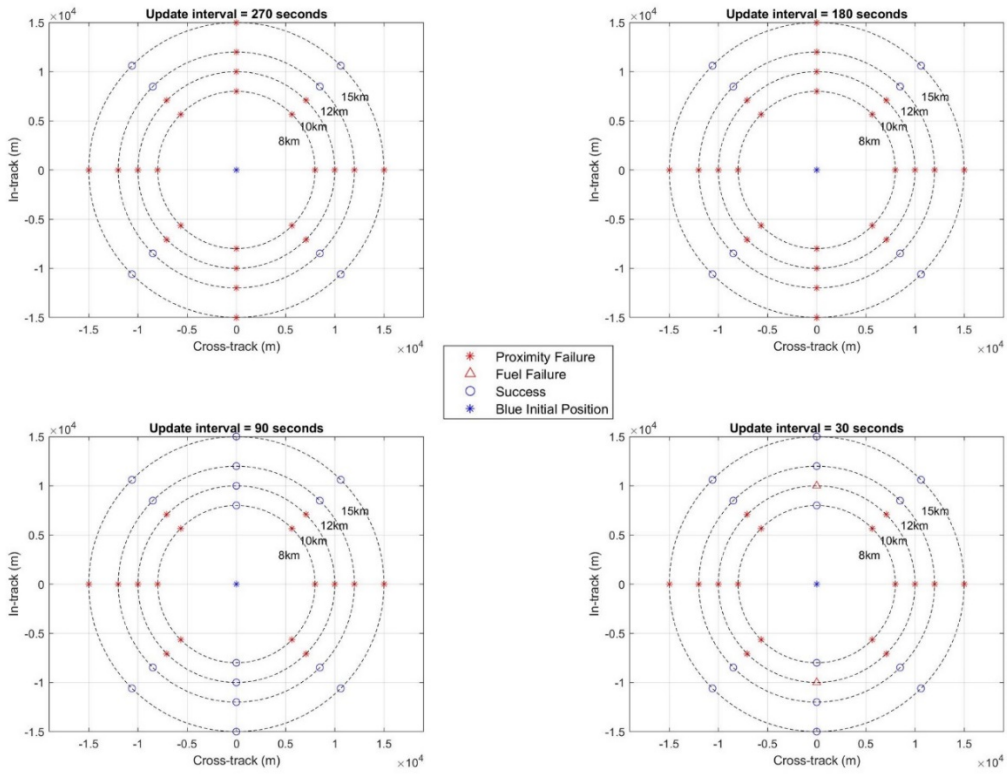 Update interval = 270 seconds
×10⁴
1.5
1
0.5
0
-0.5
-1
-1.5
In-track (m)
15km
12km
10km
8km
-1.5 -1 -0.5 0 0.5 1 1.5
Cross-track (m)
×10⁴
Update interval = 180 seconds
×10⁴
1.5
1
0.5
0
-0.5
-1
-1.5
In-track (m)
15km
12km
10km
8km
-1.5 -1 -0.5 0 0.5 1 1.5
Cross-track (m)
×10⁴
Proximity Failure
Fuel Failure
Success
Blue Initial Position
Update interval = 90 seconds
×10⁴
1.5
1
0.5
0
-0.5
-1
-1.5
In-track (m)
15km
12km
10km
8km
-1.5 -1 -0.5 0 0.5 1 1.5
Cross-track (m)
×10⁴
Update interval = 30 seconds
×10⁴
1.5
1
0.5
0
-0.5
-1
-1.5
In-track (m)
15km
12km
10km
8km
-1.5 -1 -0.5 0 0.5 1 1.5
Cross-track (m)
×10⁴